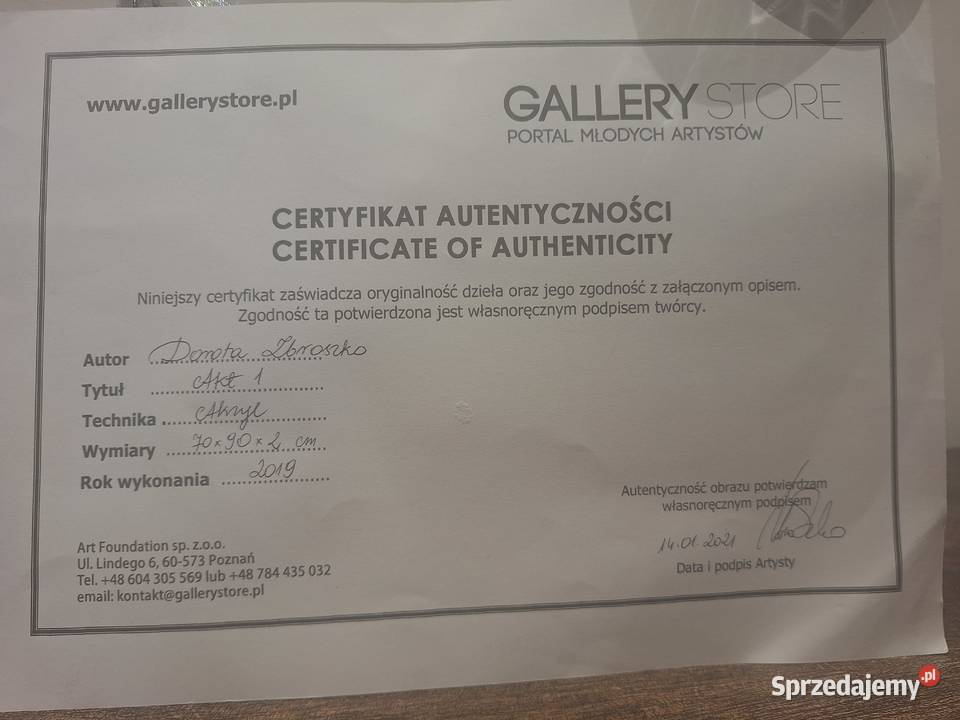 www.gallerystore.pl
GALLERY STORE
PORTAL MŁODYCH ARTYSTÓW
CERTYFIKAT AUTENTYCZNOŚCI
CERTIFICATE OF AUTHENTICITY
Niniejszy certyfikat zaświadcza oryginalność dzieła oraz jego zgodność z załączonym opisem.
Zgodność ta potwierdzona jest własnoręcznym podpisem twórcy.
Autor Dorota Zbroszko
Tytuł Akt 1
Technika Akryl
Wymiary 70×90×2 cm
Rok wykonania 2019
Autentyczność obrazu potwierdzam
własnoręcznym podpisem
14.01.2021
Data i podpis Artysty
Art Foundation sp. z.o.o.
Ul. Lindego 6, 60-573 Poznań
Tel. +48 604 305 569 lub +48 784 435 032
email: kontakt@gallerystore.pl
Sprzedajemy.pl